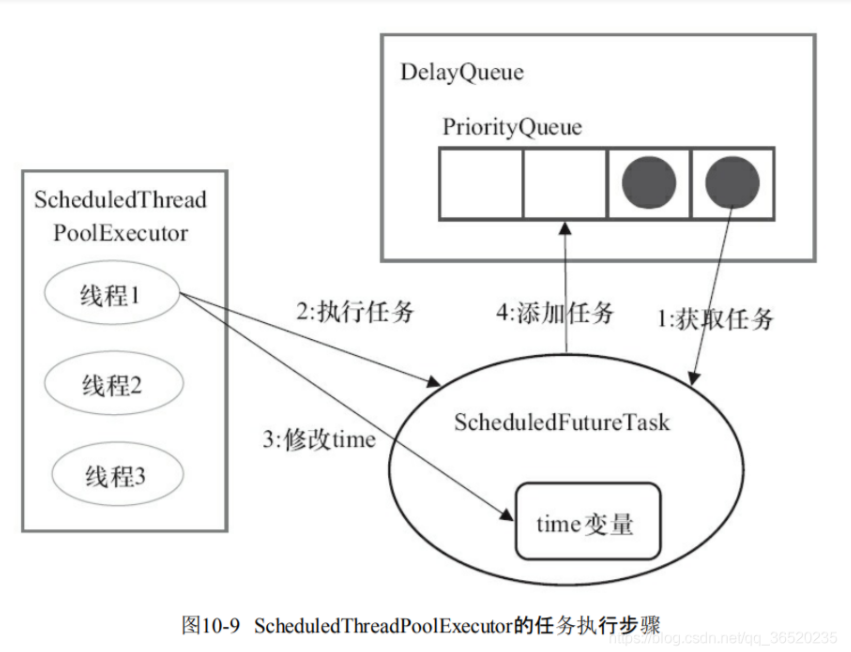 DelayQueue
PriorityQueue
ScheduledThread
PoolExecutor
线程1
线程2
线程3
2:执行任务
4:添加任务
1:获取任务
3:修改time
ScheduledFutureTask
time变量
图10-9 ScheduledThreadPoolExecutor的任务执行步骤
https://blog.csdn.net/qq_36520235